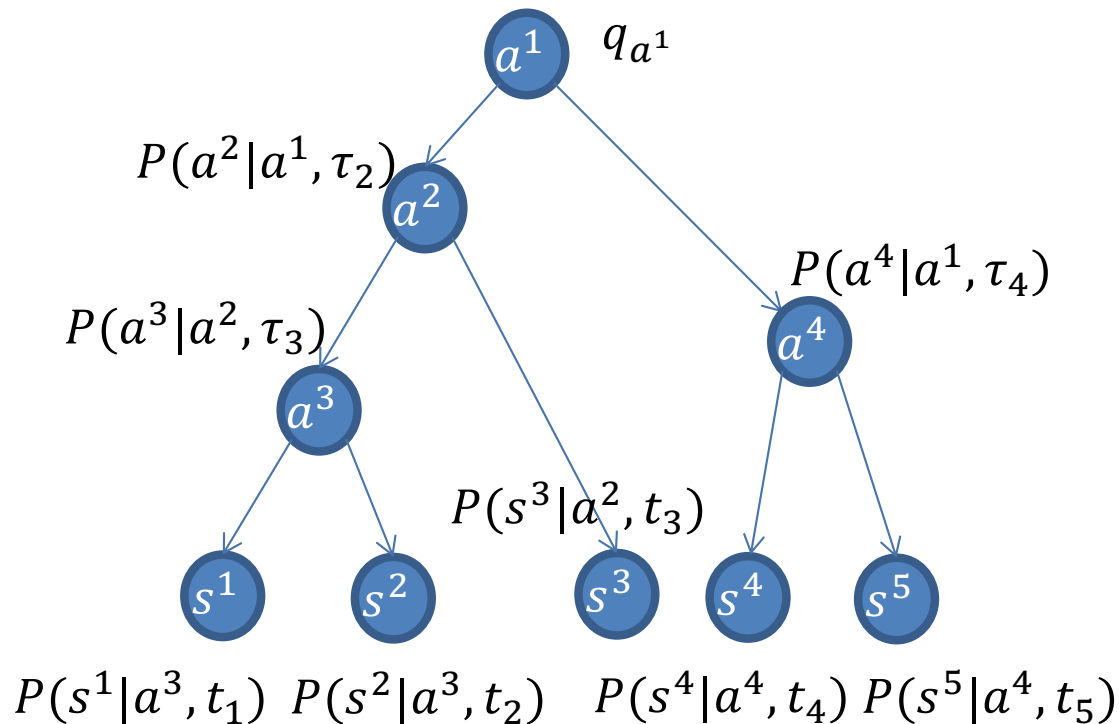 a¹ q_{a¹}
P(a²|a¹, τ₂)
a²
P(a⁴|a¹, τ₄)
P(a³|a², τ₃)
a⁴
a³
P(s³|a², t₃)
s¹ s² s³ s⁴ s⁵
P(s¹|a³, t₁) P(s²|a³, t₂) P(s⁴|a⁴, t₄) P(s⁵|a⁴, t₅)